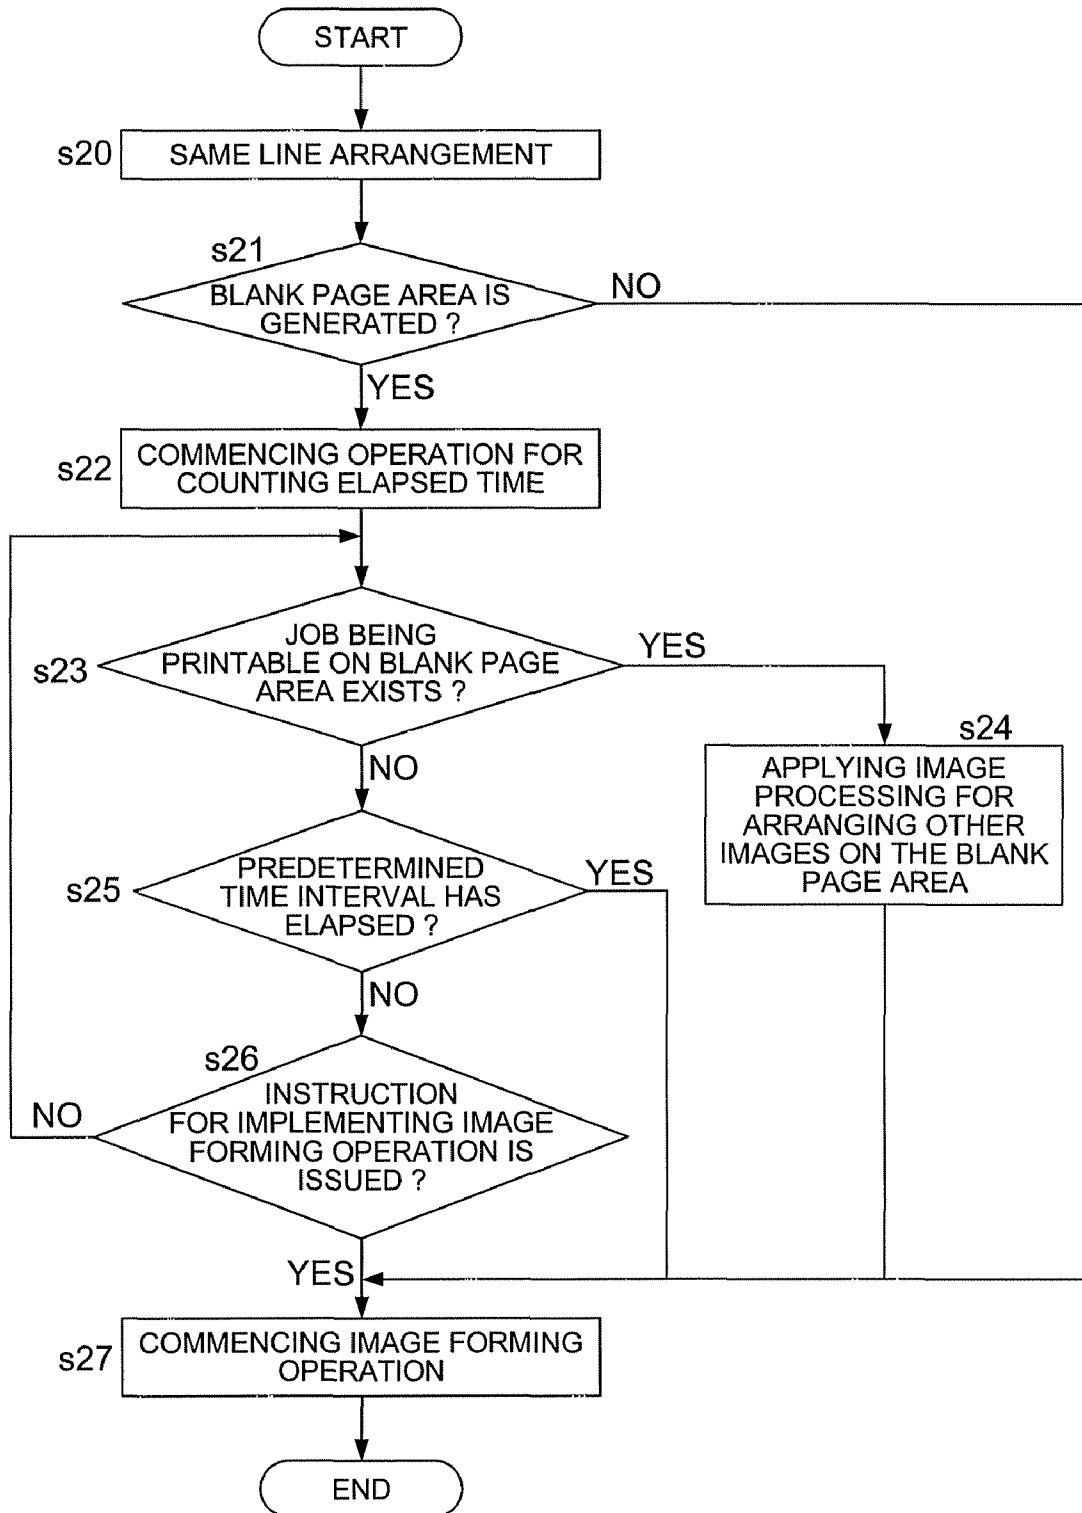 START
s20
SAME LINE ARRANGEMENT
s21
BLANK PAGE AREA IS
GENERATED ?
NO
YES
s22
COMMENCING OPERATION FOR
COUNTING ELAPSED TIME
s23
JOB BEING
PRINTABLE ON BLANK PAGE
AREA EXISTS ?
YES
NO
s24
APPLYING IMAGE
PROCESSING FOR
ARRANGING OTHER
IMAGES ON THE BLANK
PAGE AREA
s25
PREDETERMINED
TIME INTERVAL HAS
ELAPSED ?
YES
NO
s26
INSTRUCTION
FOR IMPLEMENTING IMAGE
FORMING OPERATION IS
ISSUED ?
NO
YES
s27
COMMENCING IMAGE FORMING
OPERATION
END